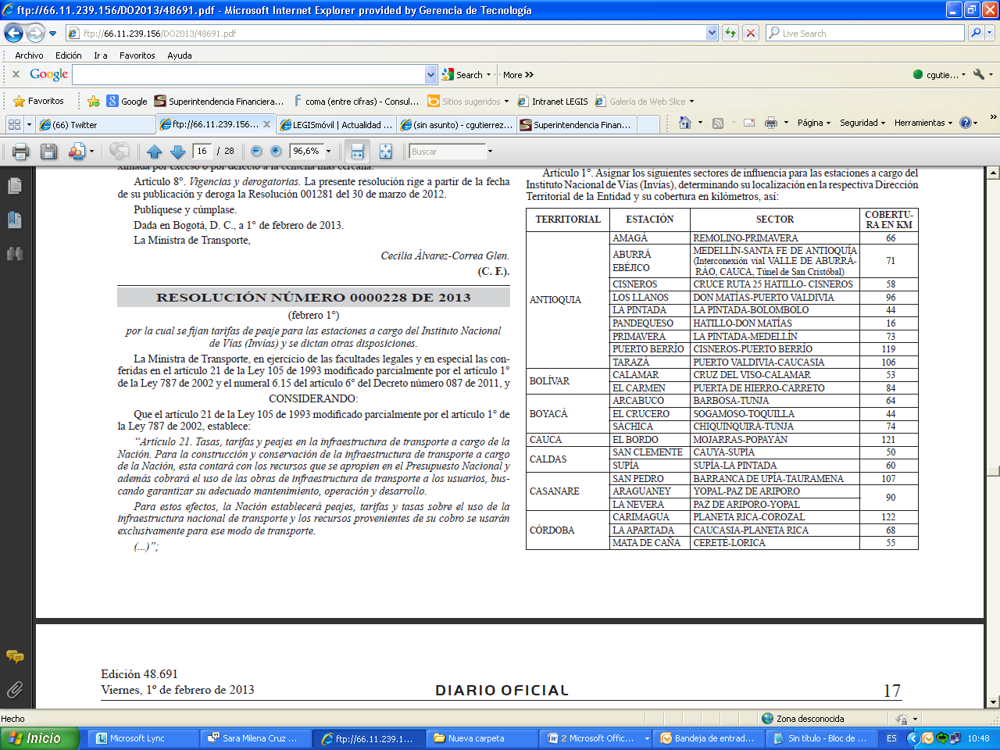 ftp://66.11.239.156/DO2013/48691.pdf - Microsoft Internet Explorer provided by Gerencia de Tecnología
ftp://66.11.239.156/DO2013/48691.pdf
Live Search
Archivo Edición Ir a Favoritos Ayuda
Google Search More cgutie...
Favoritos Google Superintendencia Financiera... coma (entre cifras) - Consul... Sitios sugeridos Intranet LEGIS Galería de Web Slice
(66) Twitter ftp://66.11.239.156... LEGISmóvil | Actualidad ... (sin asunto) - cgutierrez... Superintendencia Finan... Página Seguridad Herramientas
16 / 28 96,6% Buscar
ximada por exceso o por defecto a la centena más cercana.
Artículo 8°. Vigencias y derogatorias. La presente resolución rige a partir de la fecha
de su publicación y deroga la Resolución 001281 del 30 de marzo de 2012.
Publíquese y cúmplase.
Dada en Bogotá, D. C., a 1° de febrero de 2013.
La Ministra de Transporte,
Cecilia Álvarez-Correa Glen.
(C. F.).
RESOLUCIÓN NÚMERO 0000228 DE 2013
(febrero 1°)
por la cual se fijan tarifas de peaje para las estaciones a cargo del Instituto Nacional
de Vías (Invías) y se dictan otras disposiciones.
La Ministra de Transporte, en ejercicio de las facultades legales y en especial las con-
feridas en el artículo 21 de la Ley 105 de 1993 modificado parcialmente por el artículo 1°
de la Ley 787 de 2002 y el numeral 6.15 del artículo 6° del Decreto número 087 de 2011, y
CONSIDERANDO:
Que el artículo 21 de la Ley 105 de 1993 modificado parcialmente por el artículo 1° de
la Ley 787 de 2002, establece:
“Artículo 21. Tasas, tarifas y peajes en la infraestructura de transporte a cargo de la
Nación. Para la construcción y conservación de la infraestructura de transporte a cargo
de la Nación, esta contará con los recursos que se apropien en el Presupuesto Nacional y
además cobrará el uso de las obras de infraestructura de transporte a los usuarios, bus-
cando garantizar su adecuado mantenimiento, operación y desarrollo.
Para estos efectos, la Nación establecerá peajes, tarifas y tasas sobre el uso de la
infraestructura nacional de transporte y los recursos provenientes de su cobro se usarán
exclusivamente para ese modo de transporte.
(...)”;
Artículo 1°. Asignar los siguientes sectores de influencia para las estaciones a cargo del
Instituto Nacional de Vías (Invías), determinando su localización en la respectiva Dirección
Territorial de la Entidad y su cobertura en kilómetros, así:
TERRITORIAL ESTACIÓN SECTOR COBERTU-
RA EN KM
ANTIOQUIA
AMAGÁ REMOLINO-PRIMAVERA 66
ABURRÁ EBÉJICO MEDELLÍN-SANTA FE DE ANTIOQUÍA
(Interconexión vial VALLE DE ABURRÁ-
RÁO, CAUCA, Túnel de San Cristóbal) 71
CISNEROS CRUCE RUTA 25 HATILLO- CISNEROS 58
LOS LLANOS DON MATÍAS-PUERTO VALDIVIA 96
LA PINTADA LA PINTADA-BOLOMBOLO 44
PANDEQUESO HATILLO-DON MATÍAS 16
PRIMAVERA LA PINTADA-MEDELLÍN 73
PUERTO BERRÍO CISNEROS-PUERTO BERRÍO 119
TARAZÁ PUERTO VALDIVIA-CAUCASIA 106
BOLÍVAR
CALAMAR CRUZ DEL VISO-CALAMAR 53
EL CARMEN PUERTA DE HIERRO-CARRETO 84
BOYACÁ
ARCABUCO BARBOSA-TUNJA 64
EL CRUCERO SOGAMOSO-TOQUILLA 44
SACHICA CHIQUINQUIRA-TUNJA 74
CAUCA EL BORDO MOJARRAS-POPAYÁN 121
CALDAS
SAN CLEMENTE CAUYA-SUPÍA 50
SUPÍA SUPÍA-LA PINTADA 60
CASANARE
SAN PEDRO BARRANCA DE UPÍA-TAURAMENA 107
ARAGUANEY YOPAL-PAZ DE ARIPORO 90
LA NEVERA PAZ DE ARIPORO-YOPAL
CÓRDOBA
CARIMAGUA PLANETA RICA-COROZAL 122
LA APARTADA CAUCASIA-PLANETA RICA 68
MATA DE CAÑA CERETÉ-LORICA 55
Edición 48.691
Viernes, 1º de febrero de 2013
DIARIO OFICIAL
17
Hecho Zona desconocida
Inicio Microsoft Lync Sara Milena Cruz ... ftp://66.11.239.1... Nueva carpeta 2 Microsoft Offic... Bandeja de entrad... Sin título - Bloc de ... ES 10:48